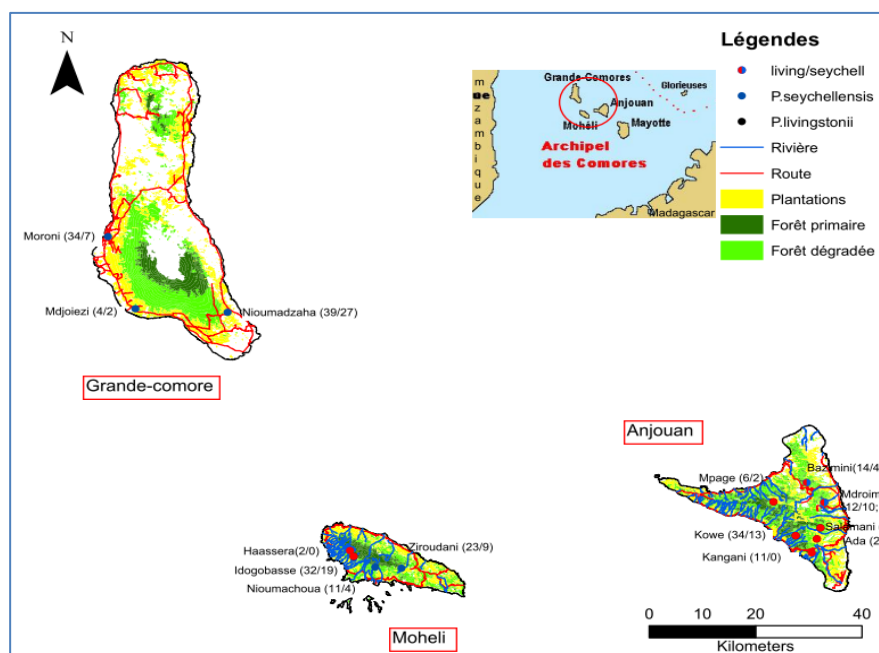 N
Légendes
living/seychell
P.seychellensis
P.livingstonii
Rivière
Route
Plantations
Forêt primaire
Forêt dégradée
mozambique
Grande-Comores
Glorieuses
Anjouan
Mohéli
Mayotte
Archipel
des Comores
Madagascar
Moroni (34/7)
Mdjoiezi (4/2)
Nioumadzaha (39/27)
Grande-comore
Anjouan
Mpage (6/2)
Bazimini(14/4
Mdroim
12/10;
Salamani
Kowe (34/13)
Ada (2
Kangani (11/0)
Haassera(2/0)
Ziroudani (23/9)
Idogobasse (32/19)
Nioumachoua (11/4)
Moheli
0 10 20 40
Kilometers